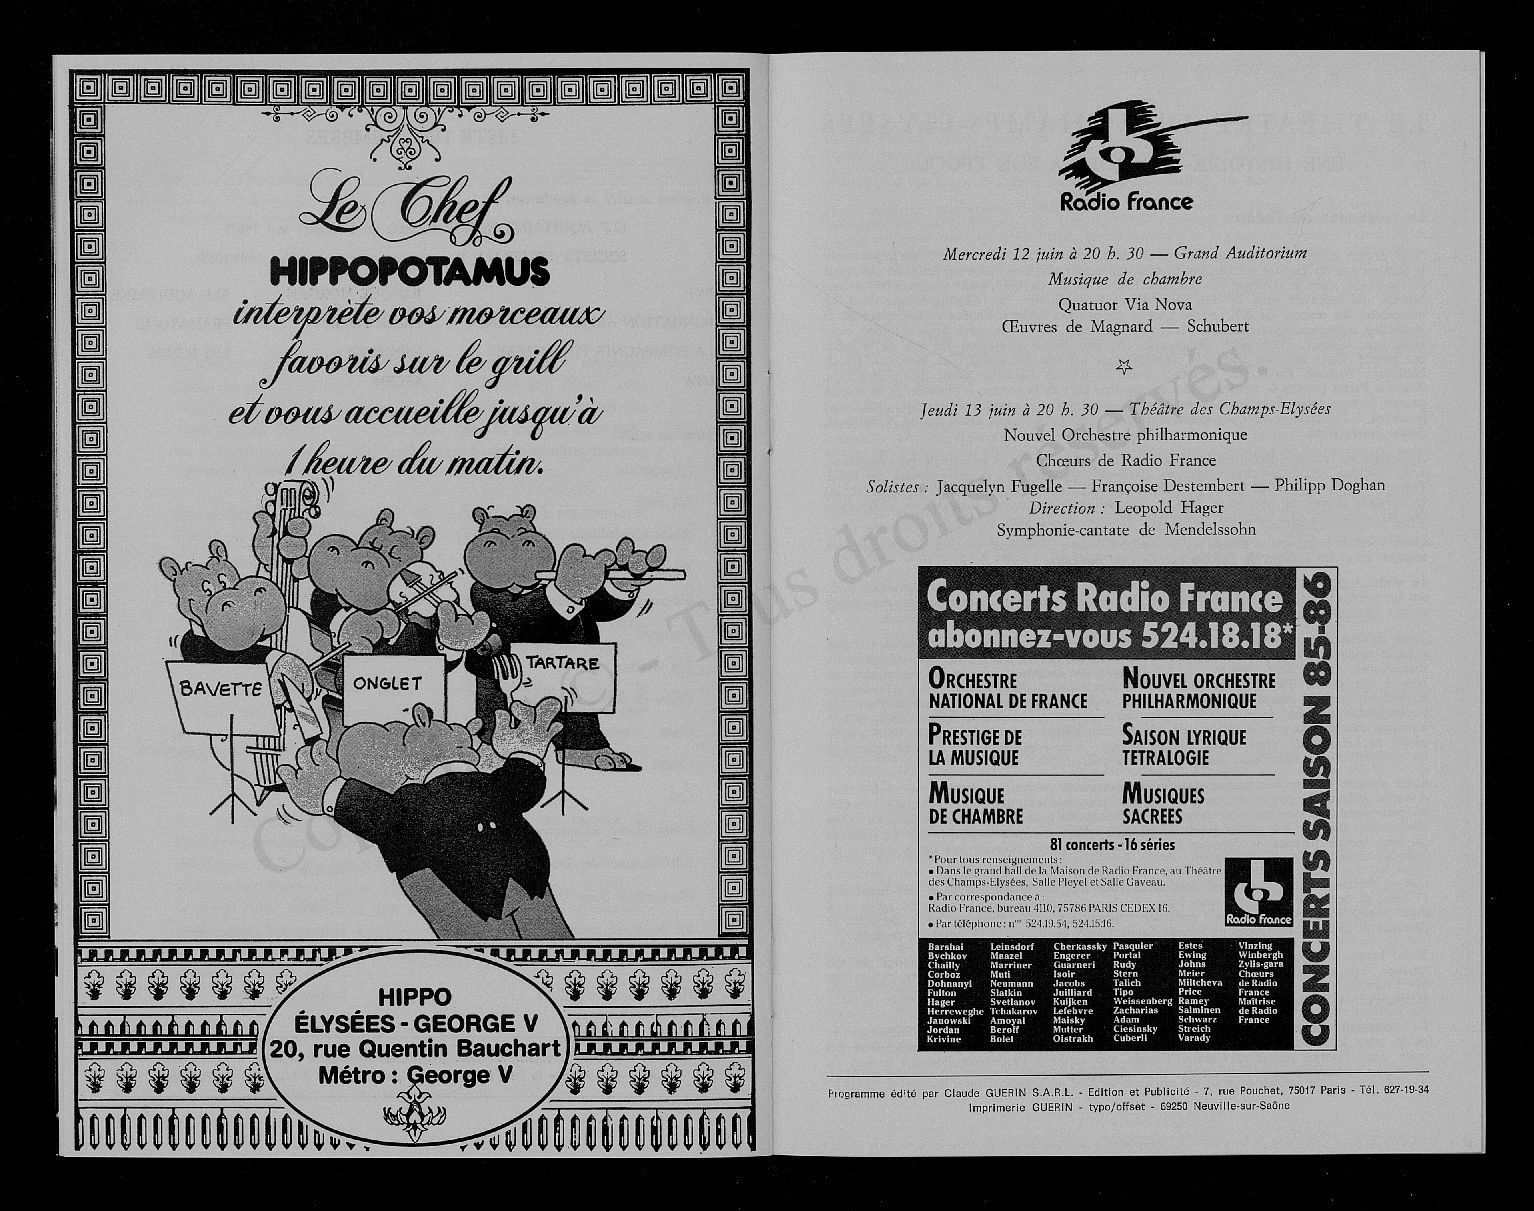 Le Chef
HIPPOPOTAMUS
interprète vos morceaux
favoris sur le grill
et vous accueille jusqu'à
1 heure du matin.
BAVETTE
ONGLET
TARTARE
HIPPO
ÉLYSÉES - GEORGE V
20, rue Quentin Bauchart
Métro : George V
Radio France
Mercredi 12 juin à 20 h. 30 — Grand Auditorium
Musique de chambre
Quatuor Via Nova
Œuvres de Magnard — Schubert
Jeudi 13 juin à 20 h. 30 — Théâtre des Champs-Elysées
Nouvel Orchestre philharmonique
Chœurs de Radio France
Solistes : Jacquelyn Fugelle — Françoise Destembert — Philipp Doghan
Direction : Leopold Hager
Symphonie-cantate de Mendelssohn
Concerts Radio France
abonnez-vous 524.18.18*
ORCHESTRE
NATIONAL DE FRANCE
NOUVEL ORCHESTRE
PHILHARMONIQUE
PRESTIGE DE
LA MUSIQUE
SAISON LYRIQUE
TETRALOGIE
MUSIQUE
DE CHAMBRE
MUSIQUES
SACREES
81 concerts - 16 séries
*Pour tous renseignements :
• Dans le grand hall de la Maison de Radio France, au Théâtre
des Champs-Elysées, Salle Pleyel et Salle Gaveau.
• Par correspondance à :
Radio France, bureau 4110, 75786 PARIS CEDEX 16.
• Par téléphone : nos 524.19.54, 524.15.16.
Radio France
CONCERTS SAISON 85-86
Barshai
Bychkov
Chailly
Corboz
Dohnanyi
Fulton
Hager
Herreweghe
Janowski
Jordan
Krivine
Leinsdorf
Maazel
Marriner
Muti
Neumann
Slatkin
Svetlanov
Tchakarov
Amoyal
Beroff
Bolet
Cherkassky
Engerer
Guarneri
Isoir
Jacobs
Juilliard
Kuijken
Lefebvre
Maisky
Mutter
Oistrakh
Pasquier
Portal
Rudy
Stern
Talich
Tipo
Weissenberg
Zacharias
Adam
Ciesinsky
Cuberli
Estes
Ewing
Johns
Meier
Miltcheva
Price
Ramey
Salminen
Schwarz
Streich
Varady
Vinzing
Winbergh
Zylis-gara
Chœurs
de Radio
France
Maîtrise
de Radio
France
Programme édité par Claude GUERIN S.A.R.L. - Edition et Publicité - 7, rue Pouchet, 75017 Paris - Tél. 627-19-34
Imprimerie GUERIN - typo/offset - 69250 Neuville-sur-Saône